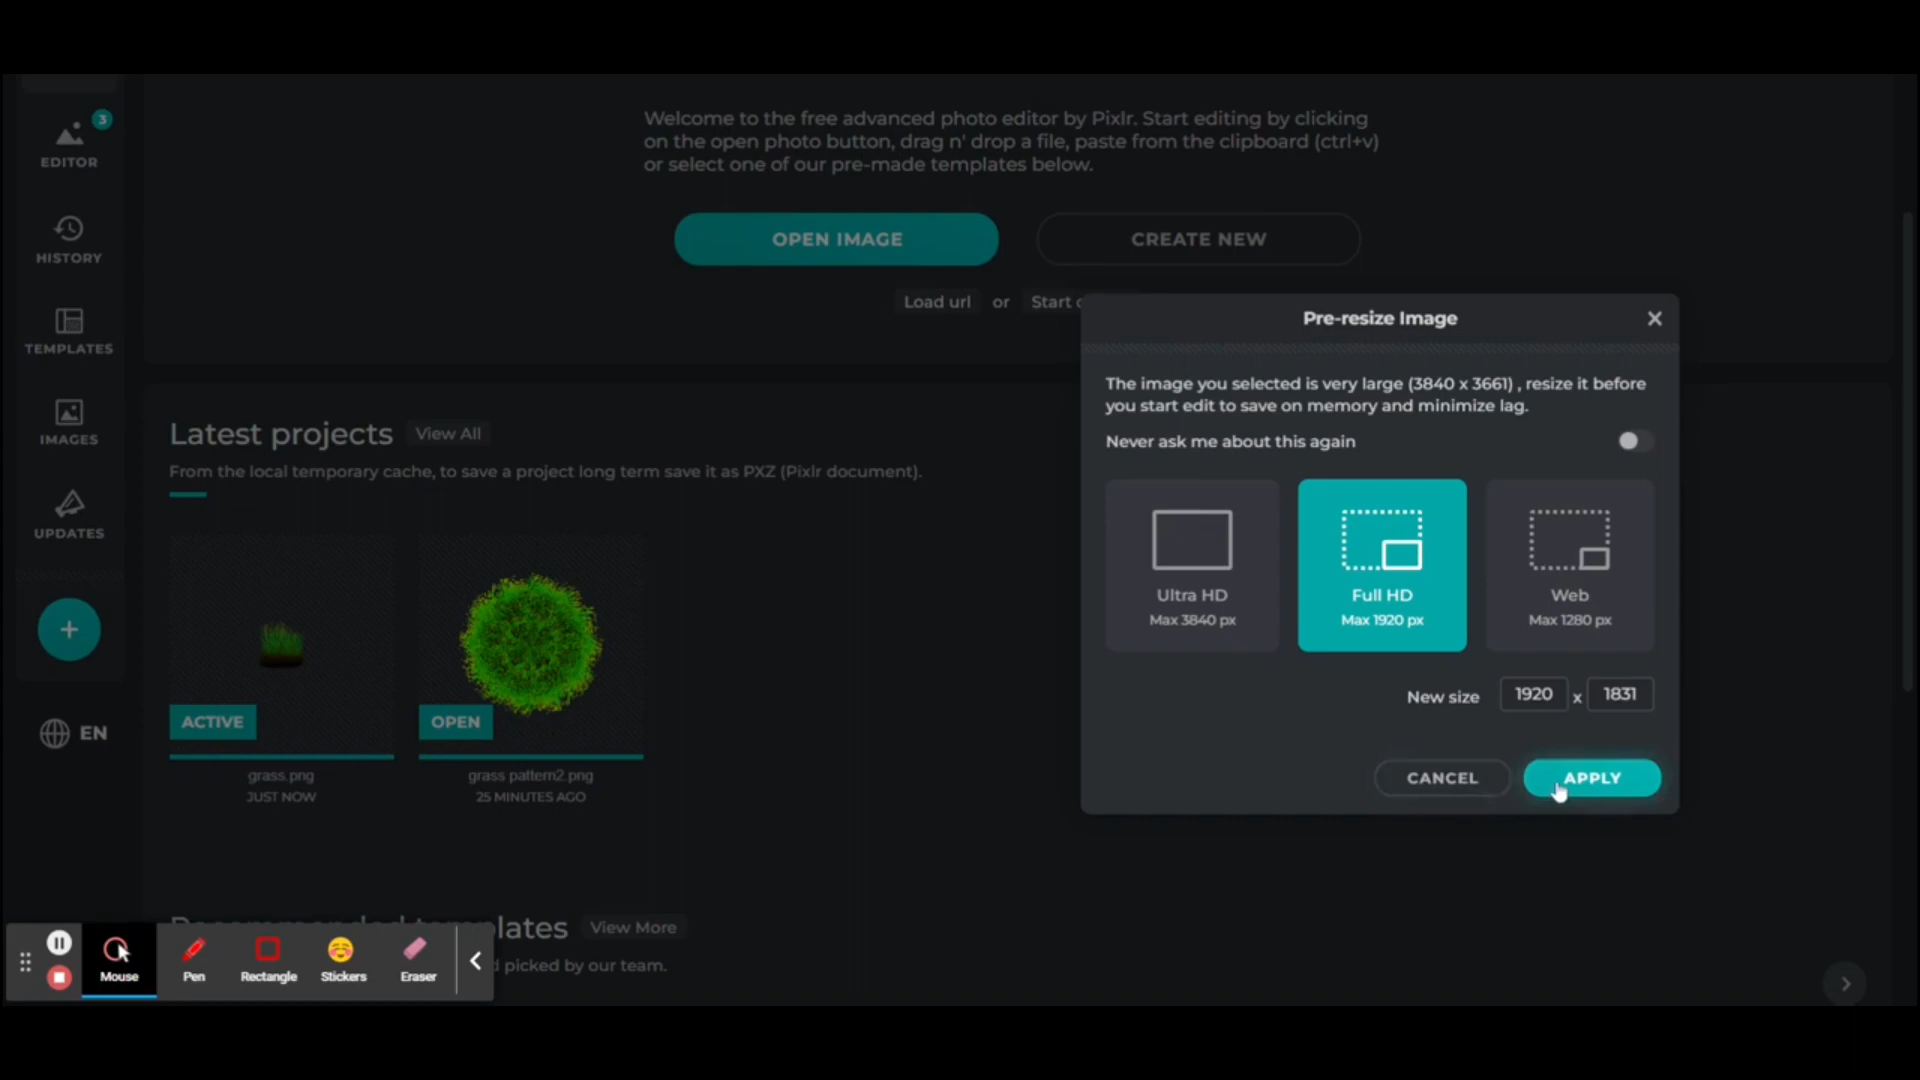 Welcome to the free advanced photo editor by Pixlr. Start editing by clicking
on the open photo button, drag n' drop a file, paste from the clipboard (ctrl+v)
or select one of our pre-made templates below.
OPEN IMAGE
CREATE NEW
Load url or Start
3
EDITOR
HISTORY
TEMPLATES
IMAGES
UPDATES
+
EN
Latest projects View All
From the local temporary cache, to save a project long term save it as PXZ (Pixlr document).
ACTIVE
grass.png
JUST NOW
OPEN
grass pattern2.png
25 MINUTES AGO
Pre-resize Image
The image you selected is very large (3840 x 3661) , resize it before
you start edit to save on memory and minimize lag.
Never ask me about this again
Ultra HD
Max 3840 px
Full HD
Max 1920 px
Web
Max 1280 px
New size 1920 x 1831
CANCEL
APPLY
View More
picked by our team.
Mouse
Pen
Rectangle
Stickers
Eraser